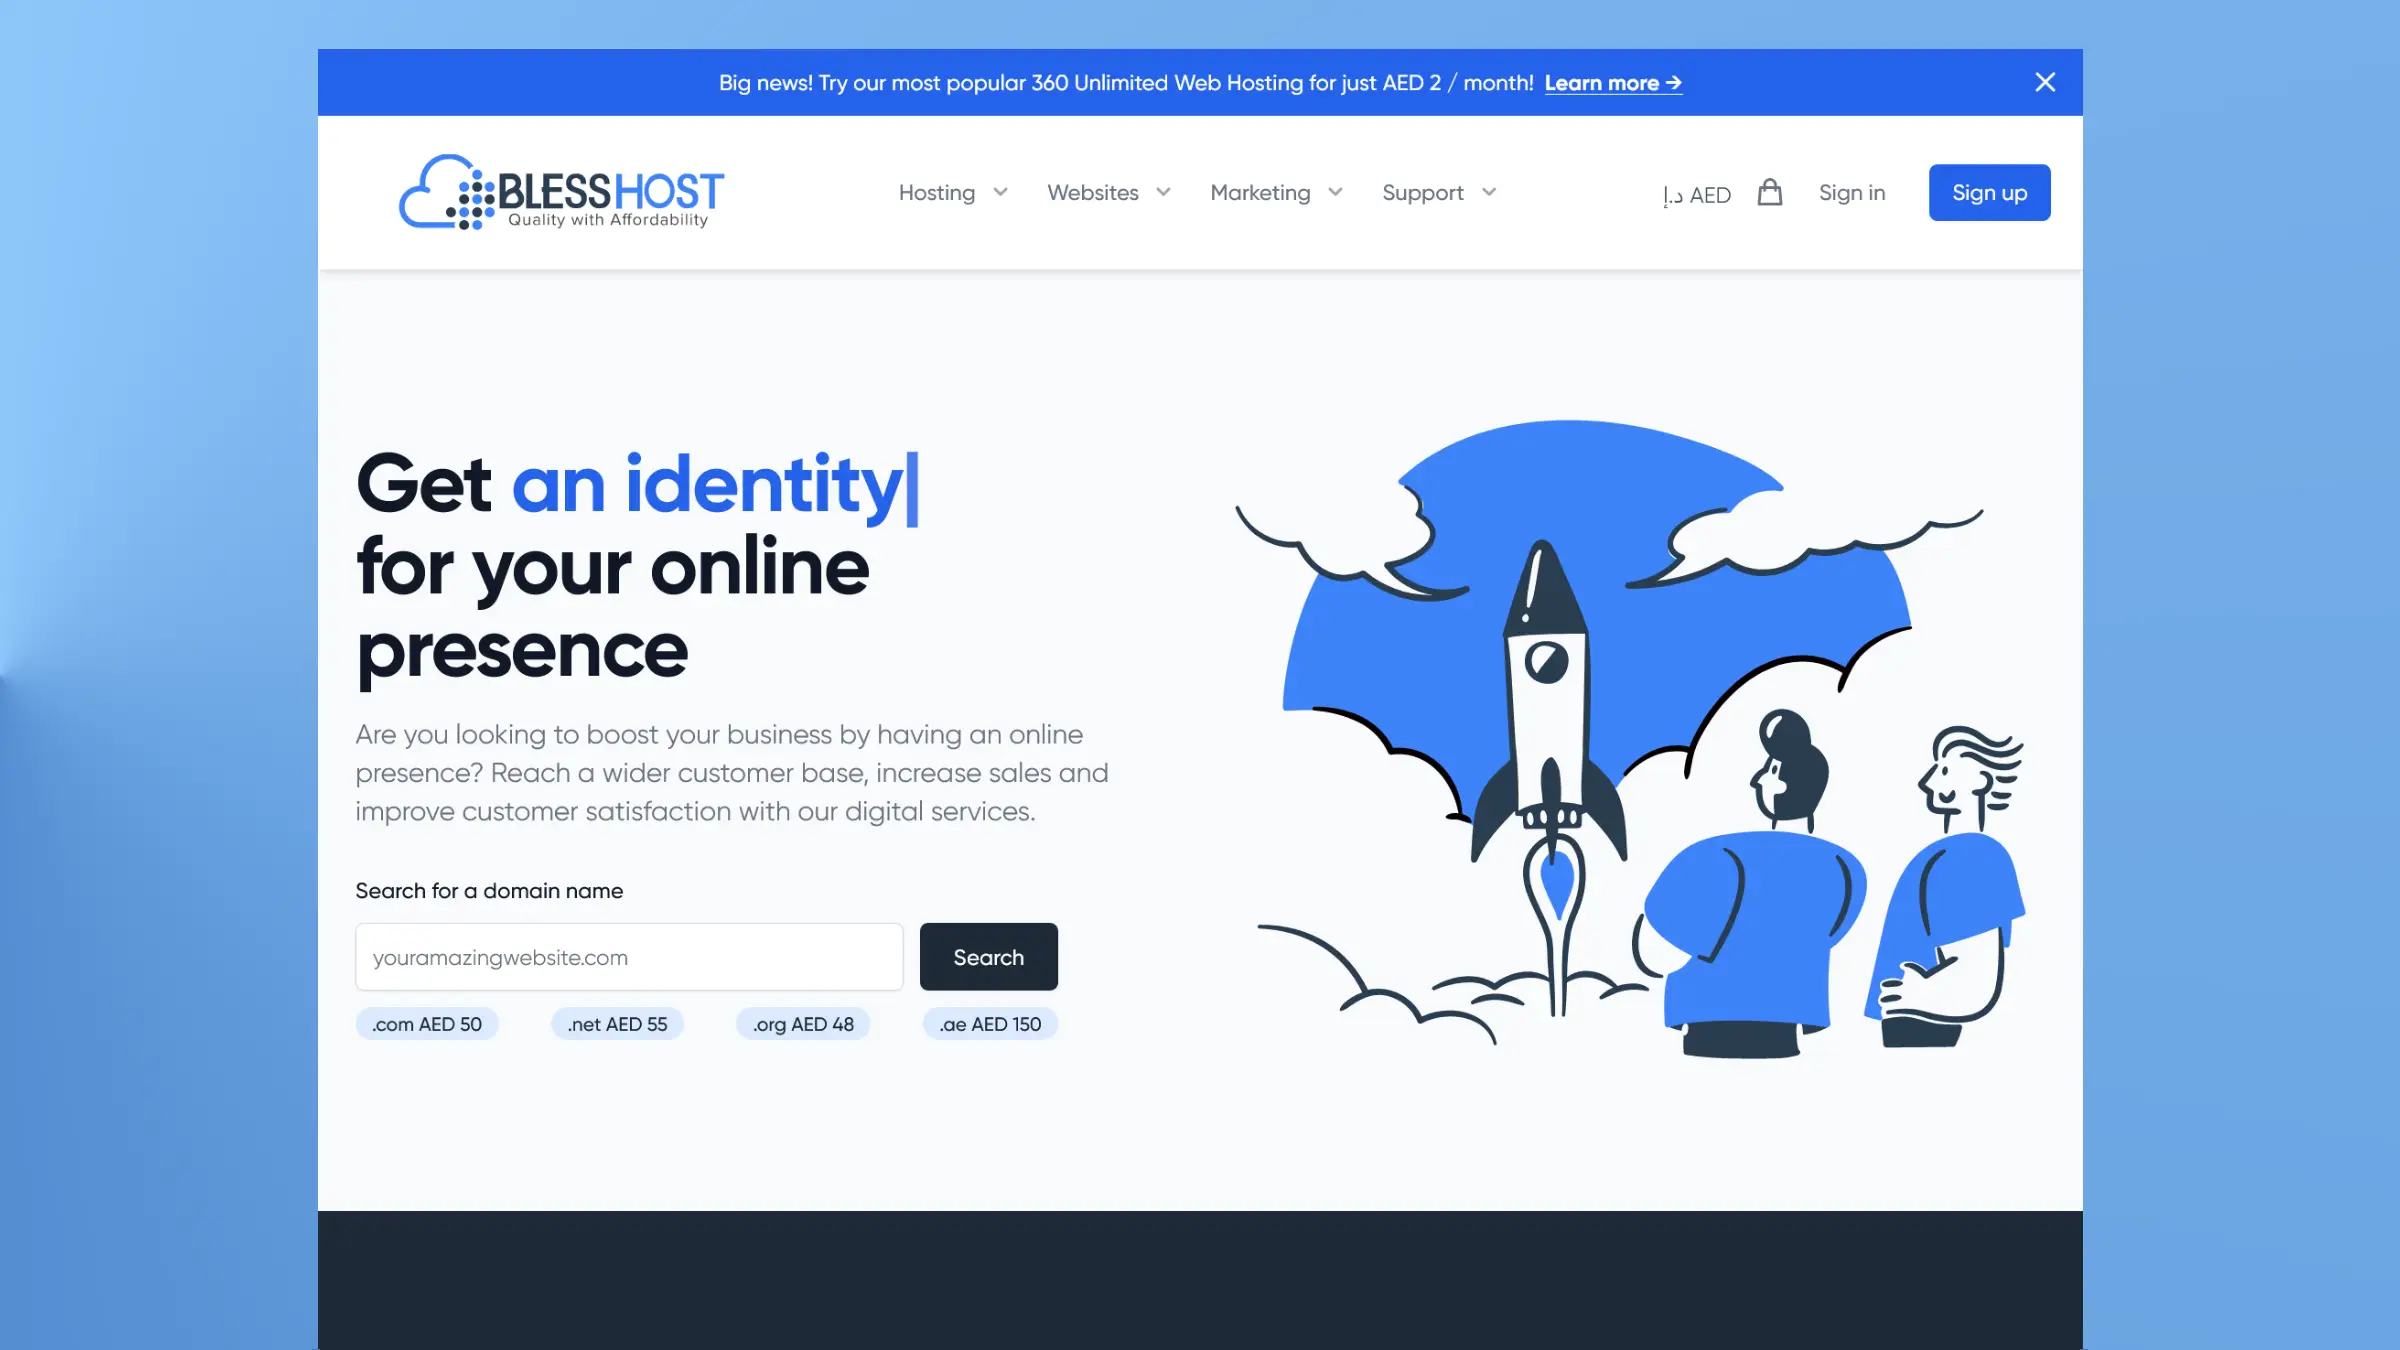 Big news! Try our most popular 360 Unlimited Web Hosting for just AED 2 / month! Learn more →
BLESSHOST
Quality with Affordability
Hosting
Websites
Marketing
Support
د.إ AED
Sign in
Sign up
Get an identity|
for your online
presence
Are you looking to boost your business by having an online
presence? Reach a wider customer base, increase sales and
improve customer satisfaction with our digital services.
Search for a domain name
youramazingwebsite.com
Search
.com AED 50
.net AED 55
.org AED 48
.ae AED 150